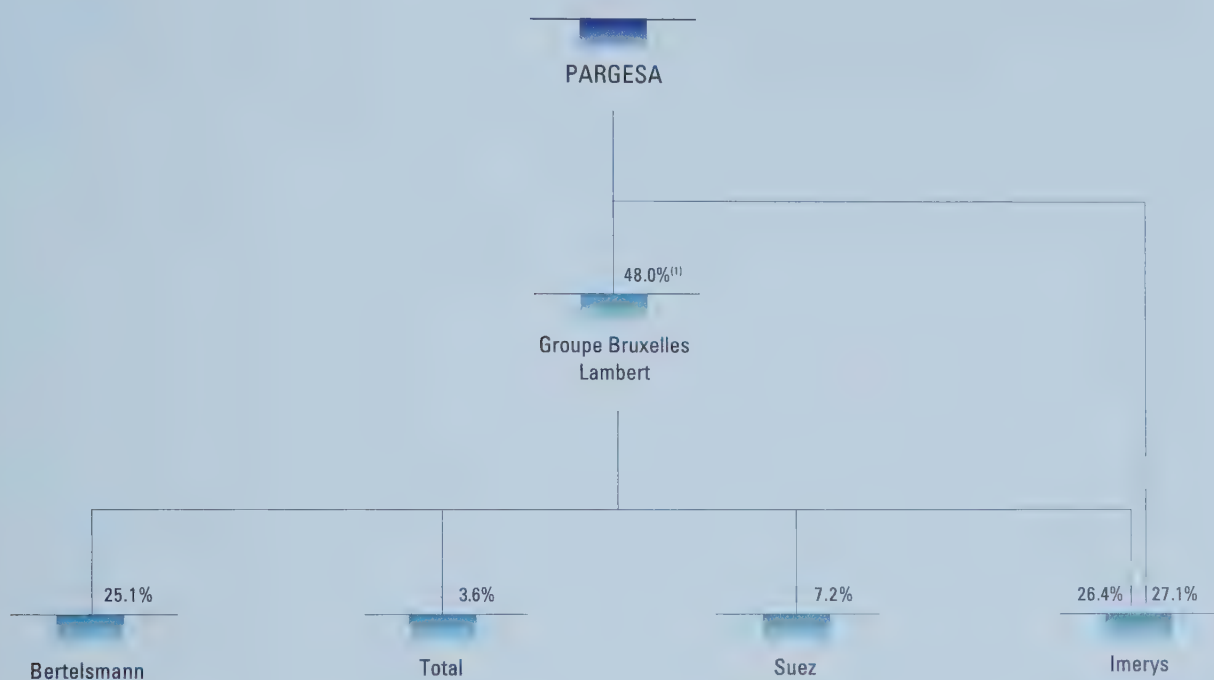 PARGESA
48.0%(1)
Groupe Bruxelles
Lambert
25.1%
3.6%
7.2%
26.4% 27.1%
Bertelsmann
Total
Suez
Imerys